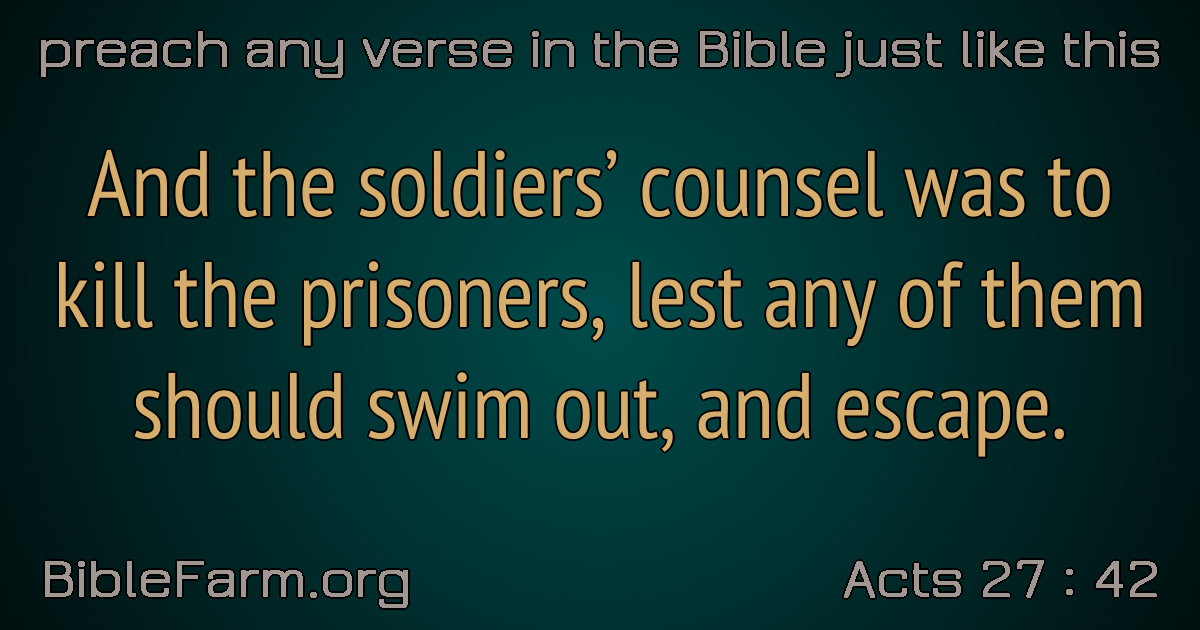 preach any verse in the Bible just like this
And the soldiers’ counsel was to
kill the prisoners, lest any of them
should swim out, and escape.
BibleFarm.org
Acts 27 : 42